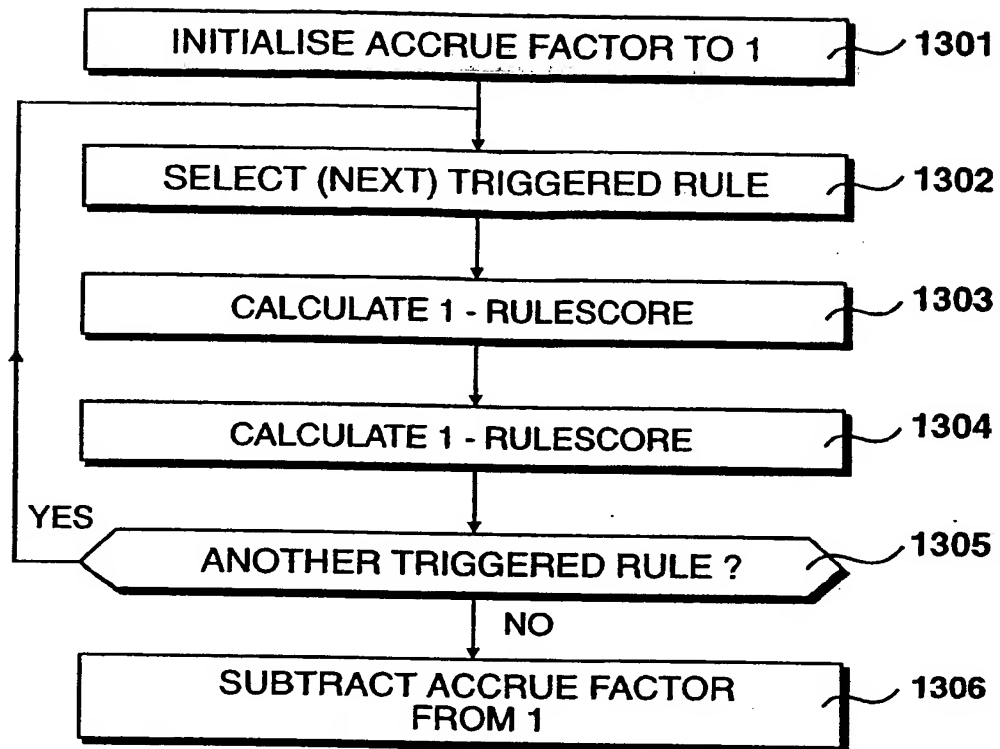 INITIALISE ACCRUE FACTOR TO 1
1301
SELECT (NEXT) TRIGGERED RULE
1302
CALCULATE 1 - RULESCORE
1303
CALCULATE 1 - RULESCORE
1304
YES
ANOTHER TRIGGERED RULE ?
1305
NO
SUBTRACT ACCRUE FACTOR
FROM 1
1306